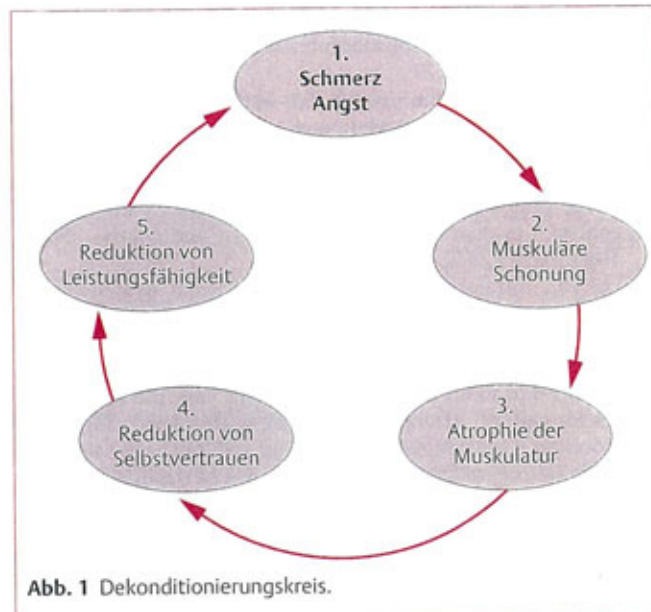 1.
Schmerz
Angst
2.
Muskuläre
Schonung
3.
Atrophie der
Muskulatur
4.
Reduktion von
Selbstvertrauen
5.
Reduktion von
Leistungsfähigkeit
Abb. 1 Dekonditionierungskreis.